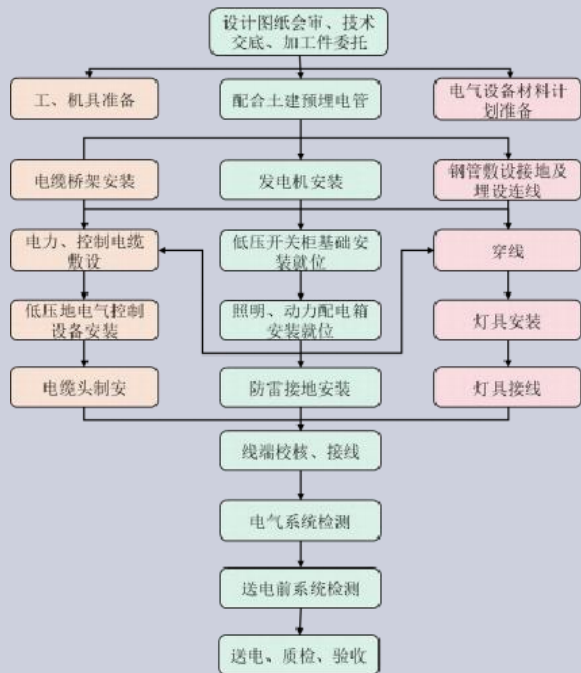 设计图纸会审、技术
交底、加工件委托
工、机具准备
配合土建预埋电管
电气设备材料计
划准备
电缆桥架安装
发电机安装
钢管敷设接地及
埋设连线
电力、控制电缆
敷设
低压开关柜基础安
装就位
穿线
低压地电气控制
设备安装
照明、动力配电箱
安装就位
灯具安装
电缆头制安
防雷接地安装
灯具接线
线端校核、接线
电气系统检测
送电前系统检测
送电、质检、验收